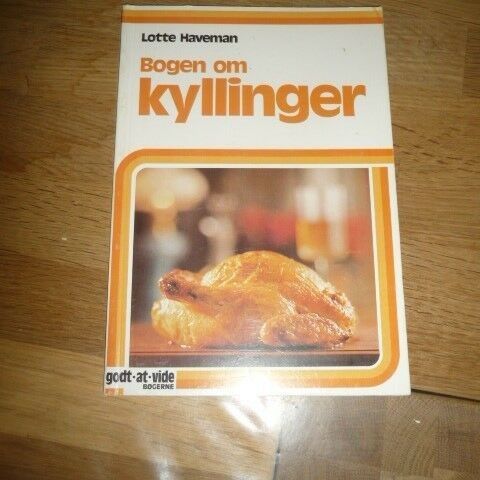 Lotte Haveman
Bogen om
kyllinger
godt·at·vide
BØGERNE